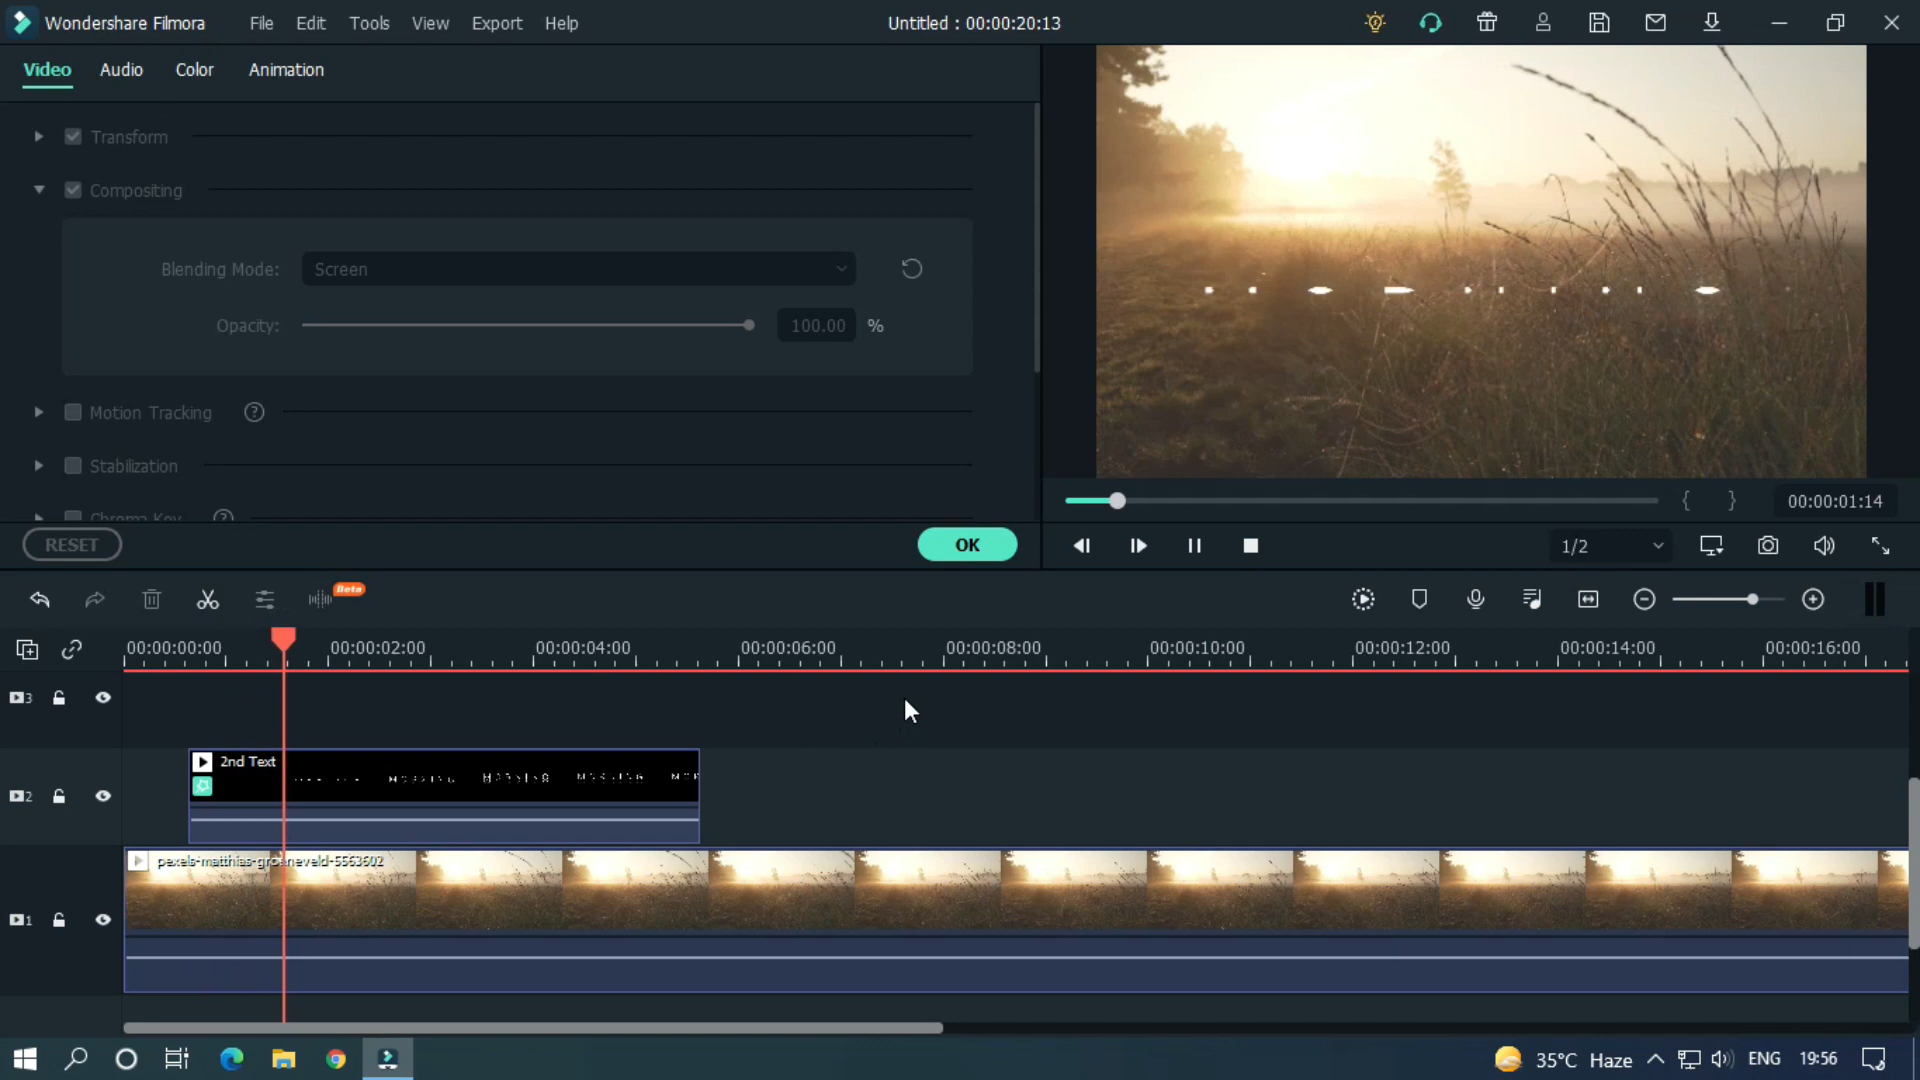 Wondershare Filmora File Edit Tools View Export Help Untitled : 00:00:20:13
Video Audio Color Animation
Transform
Compositing
Blending Mode: Screen
Opacity: 100.00 %
Motion Tracking ?
Stabilization
Chroma Key ?
RESET OK
{ } 00:00:01:14
1/2
Beta
00:00:00:00 00:00:02:00 00:00:04:00 00:00:06:00 00:00:08:00 00:00:10:00 00:00:12:00 00:00:14:00 00:00:16:00
3
2nd Text
2
pexels-matthias-groeneveld-5563602
1
35°C Haze ENG 19:56